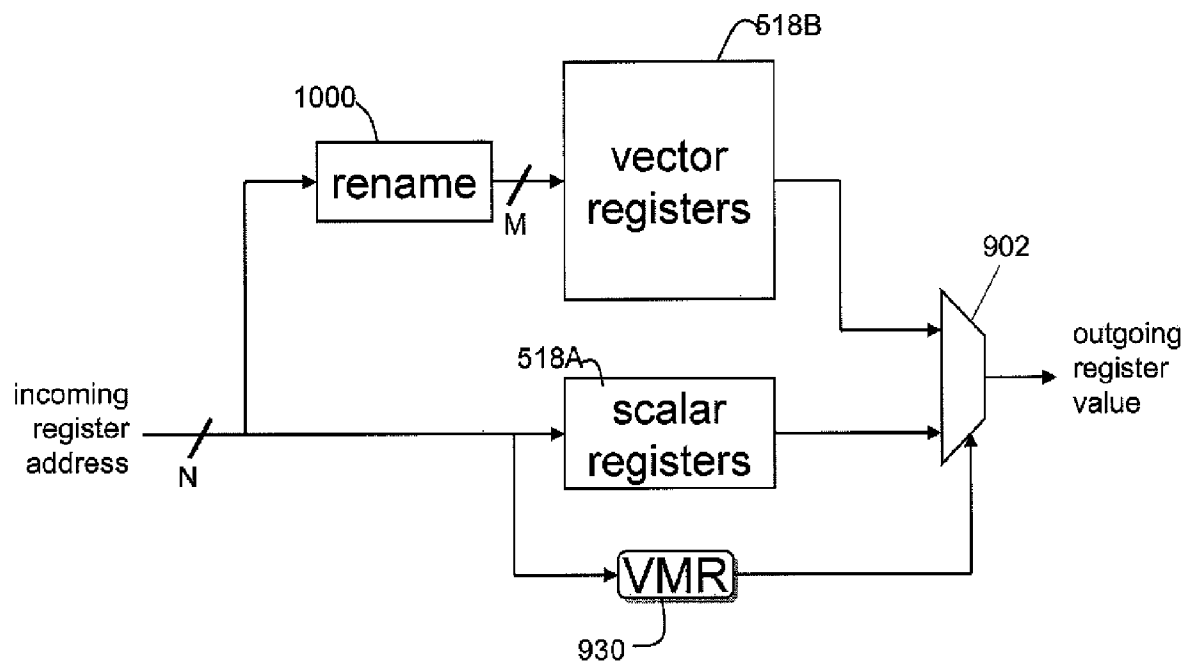 518B
1000
vector
registers
rename
M
902
518A
outgoing
register
value
incoming
register
address
N
scalar
registers
VMR
930